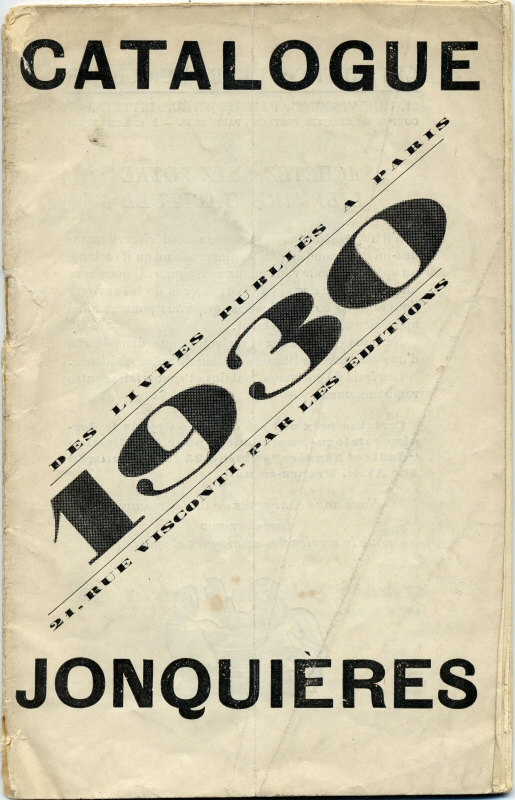 CATALOGUE
DES LIVRES PUBLIÉS A PARIS
1930
21, RUE VISCONTI, PAR LES ÉDITIONS
JONQUIÈRES